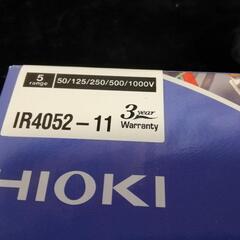 5 range 50/125/250/500/1000V
IR4052-11 3 year Warranty
HIOKI